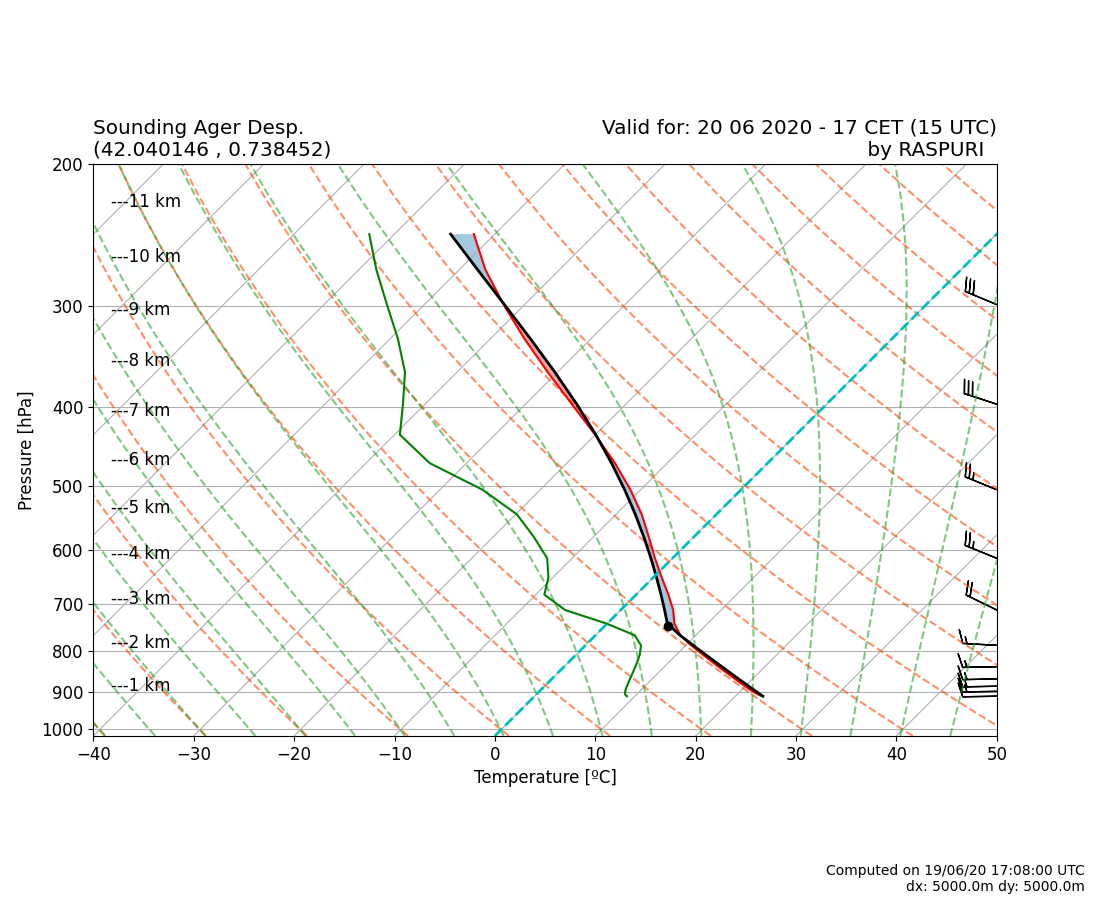 Sounding Ager Desp.
(42.040146 , 0.738452)
Valid for: 20 06 2020 - 17 CET (15 UTC)
by RASPURI
200
300
400
500
600
700
800
900
1000
Pressure [hPa]
---11 km
---10 km
---9 km
---8 km
---7 km
---6 km
---5 km
---4 km
---3 km
---2 km
---1 km
−40 −30 −20 −10 0 10 20 30 40 50
Temperature [ºC]
Computed on 19/06/20 17:08:00 UTC
dx: 5000.0m dy: 5000.0m